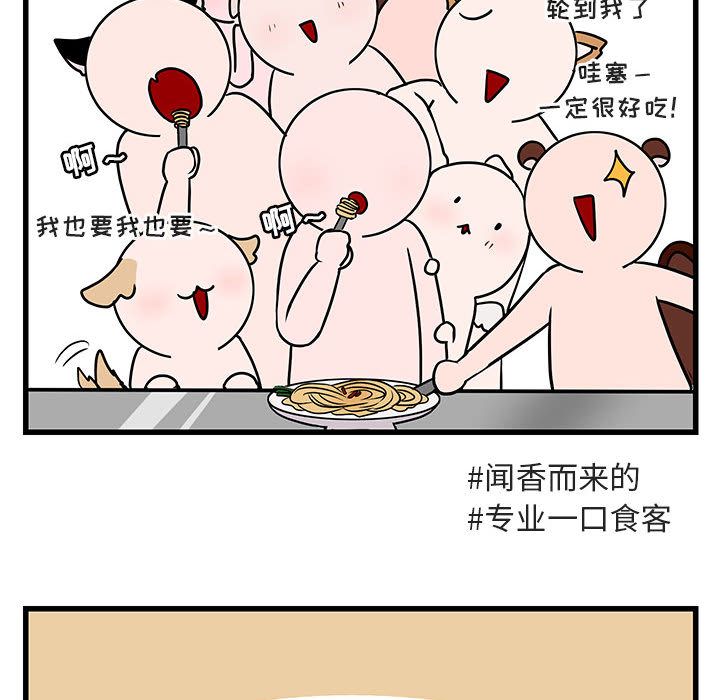 轮到我了
哇塞—
一定很好吃!
啊~
我也要我也要~
啊~
#闻香而来的
#专业一口食客